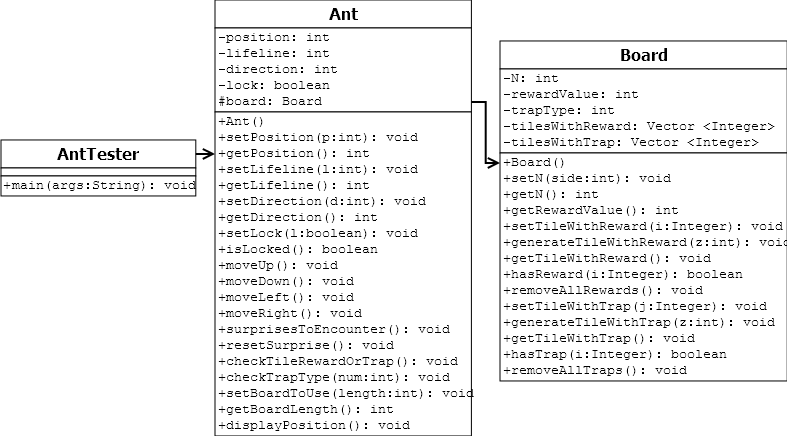 AntTester
+main(args:String): void
Ant
-position: int
-lifeline: int
-direction: int
-lock: boolean
#board: Board
+Ant()
+setPosition(p:int): void
+getPosition(): int
+setLifeline(l:int): void
+getLifeline(): int
+setDirection(d:int): void
+getDirection(): int
+setLock(l:boolean): void
+isLocked(): boolean
+moveUp(): void
+moveDown(): void
+moveLeft(): void
+moveRight(): void
+surprisesToEncounter(): void
+resetSurprise(): void
+checkTileRewardOrTrap(): void
+checkTrapType(num:int): void
+setBoardToUse(length:int): void
+getBoardLength(): int
+displayPosition(): void
Board
-N: int
-rewardValue: int
-trapType: int
-tilesWithReward: Vector <Integer>
-tilesWithTrap: Vector <Integer>
+Board()
+setN(side:int): void
+getN(): int
+getRewardValue(): int
+setTileWithReward(i:Integer): void
+generateTileWithReward(z:int): void
+getTileWithReward(): void
+hasReward(i:Integer): boolean
+removeAllRewards(): void
+setTileWithTrap(j:Integer): void
+generateTileWithTrap(z:int): void
+getTileWithTrap(): void
+hasTrap(i:Integer): boolean
+removeAllTraps(): void